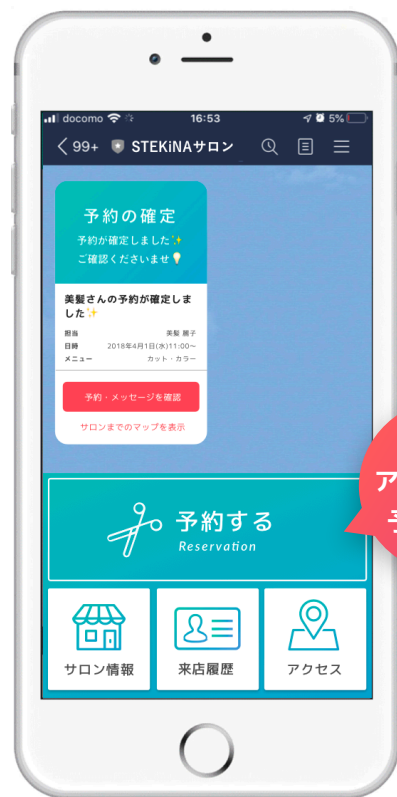 docomo 16:53 5%
99+ STEKiNAサロン
予約の確定
予約が確定しました✨
ご確認くださいませ💡
美髪さんの予約が確定しま
した✨
担当 美髪 麗子
日時 2018年4月1日(水)11:00~
メニュー カット・カラー
予約・メッセージを確認
サロンまでのマップを表示
予約する
Reservation
サロン情報 来店履歴 アクセス